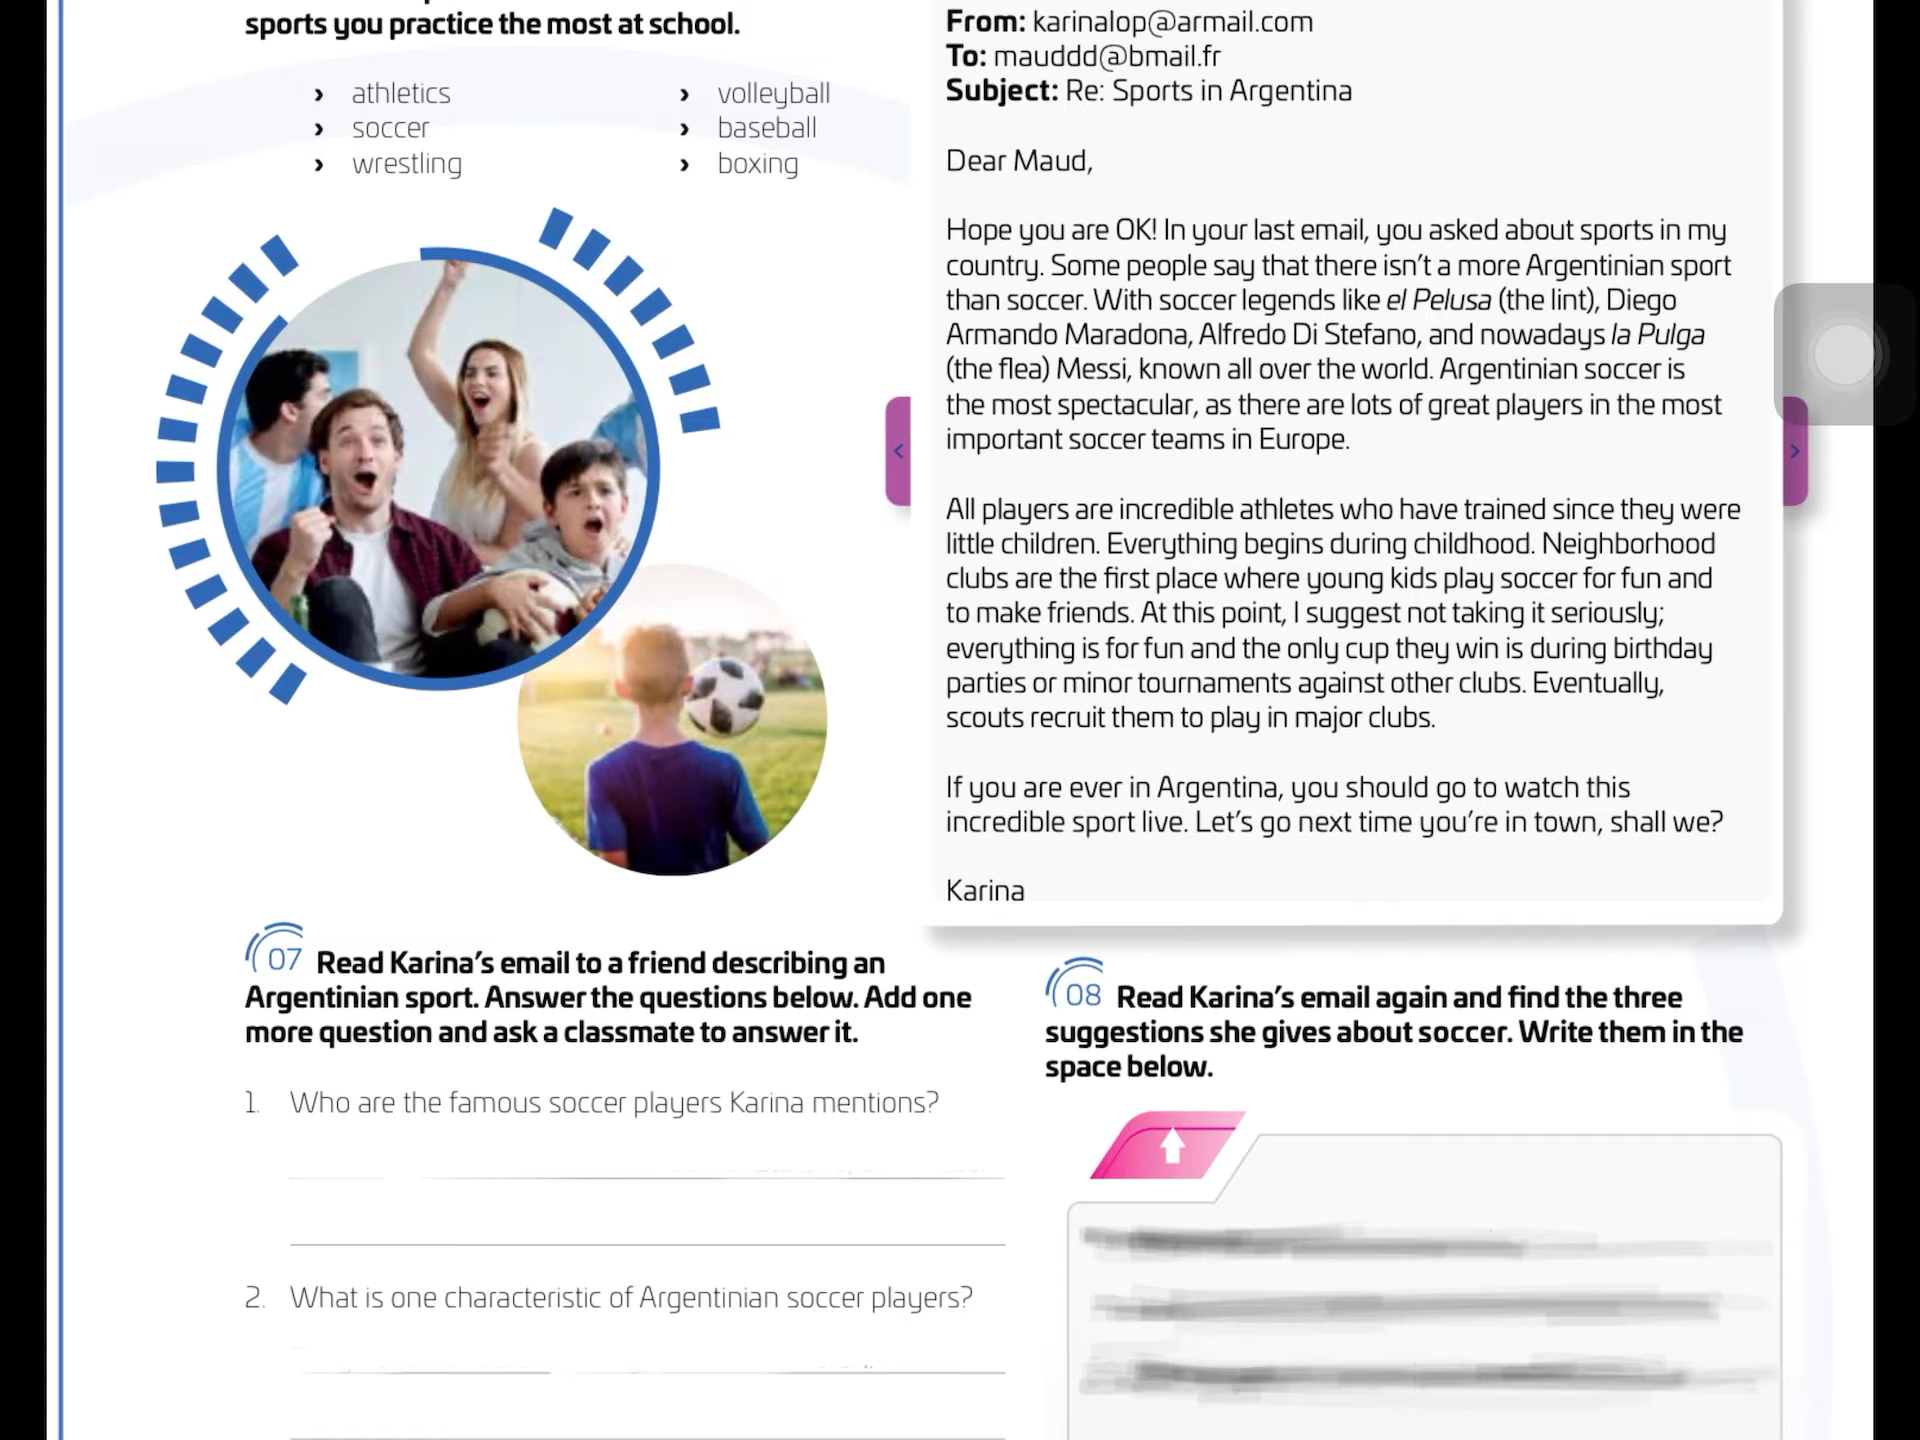 sports you practice the most at school.
› athletics
› soccer
› wrestling
› volleyball
› baseball
› boxing
From: karinalop@armail.com
To: mauddd@bmail.fr
Subject: Re: Sports in Argentina
Dear Maud,
Hope you are OK! In your last email, you asked about sports in my
country. Some people say that there isn't a more Argentinian sport
than soccer. With soccer legends like el Pelusa (the lint), Diego
Armando Maradona, Alfredo Di Stefano, and nowadays la Pulga
(the flea) Messi, known all over the world. Argentinian soccer is
the most spectacular, as there are lots of great players in the most
important soccer teams in Europe.
All players are incredible athletes who have trained since they were
little children. Everything begins during childhood. Neighborhood
clubs are the first place where young kids play soccer for fun and
to make friends. At this point, I suggest not taking it seriously;
everything is for fun and the only cup they win is during birthday
parties or minor tournaments against other clubs. Eventually,
scouts recruit them to play in major clubs.
If you are ever in Argentina, you should go to watch this
incredible sport live. Let's go next time you're in town, shall we?
Karina
07 Read Karina's email to a friend describing an
Argentinian sport. Answer the questions below. Add one
more question and ask a classmate to answer it.
1. Who are the famous soccer players Karina mentions?
2. What is one characteristic of Argentinian soccer players?
08 Read Karina's email again and find the three
suggestions she gives about soccer. Write them in the
space below.